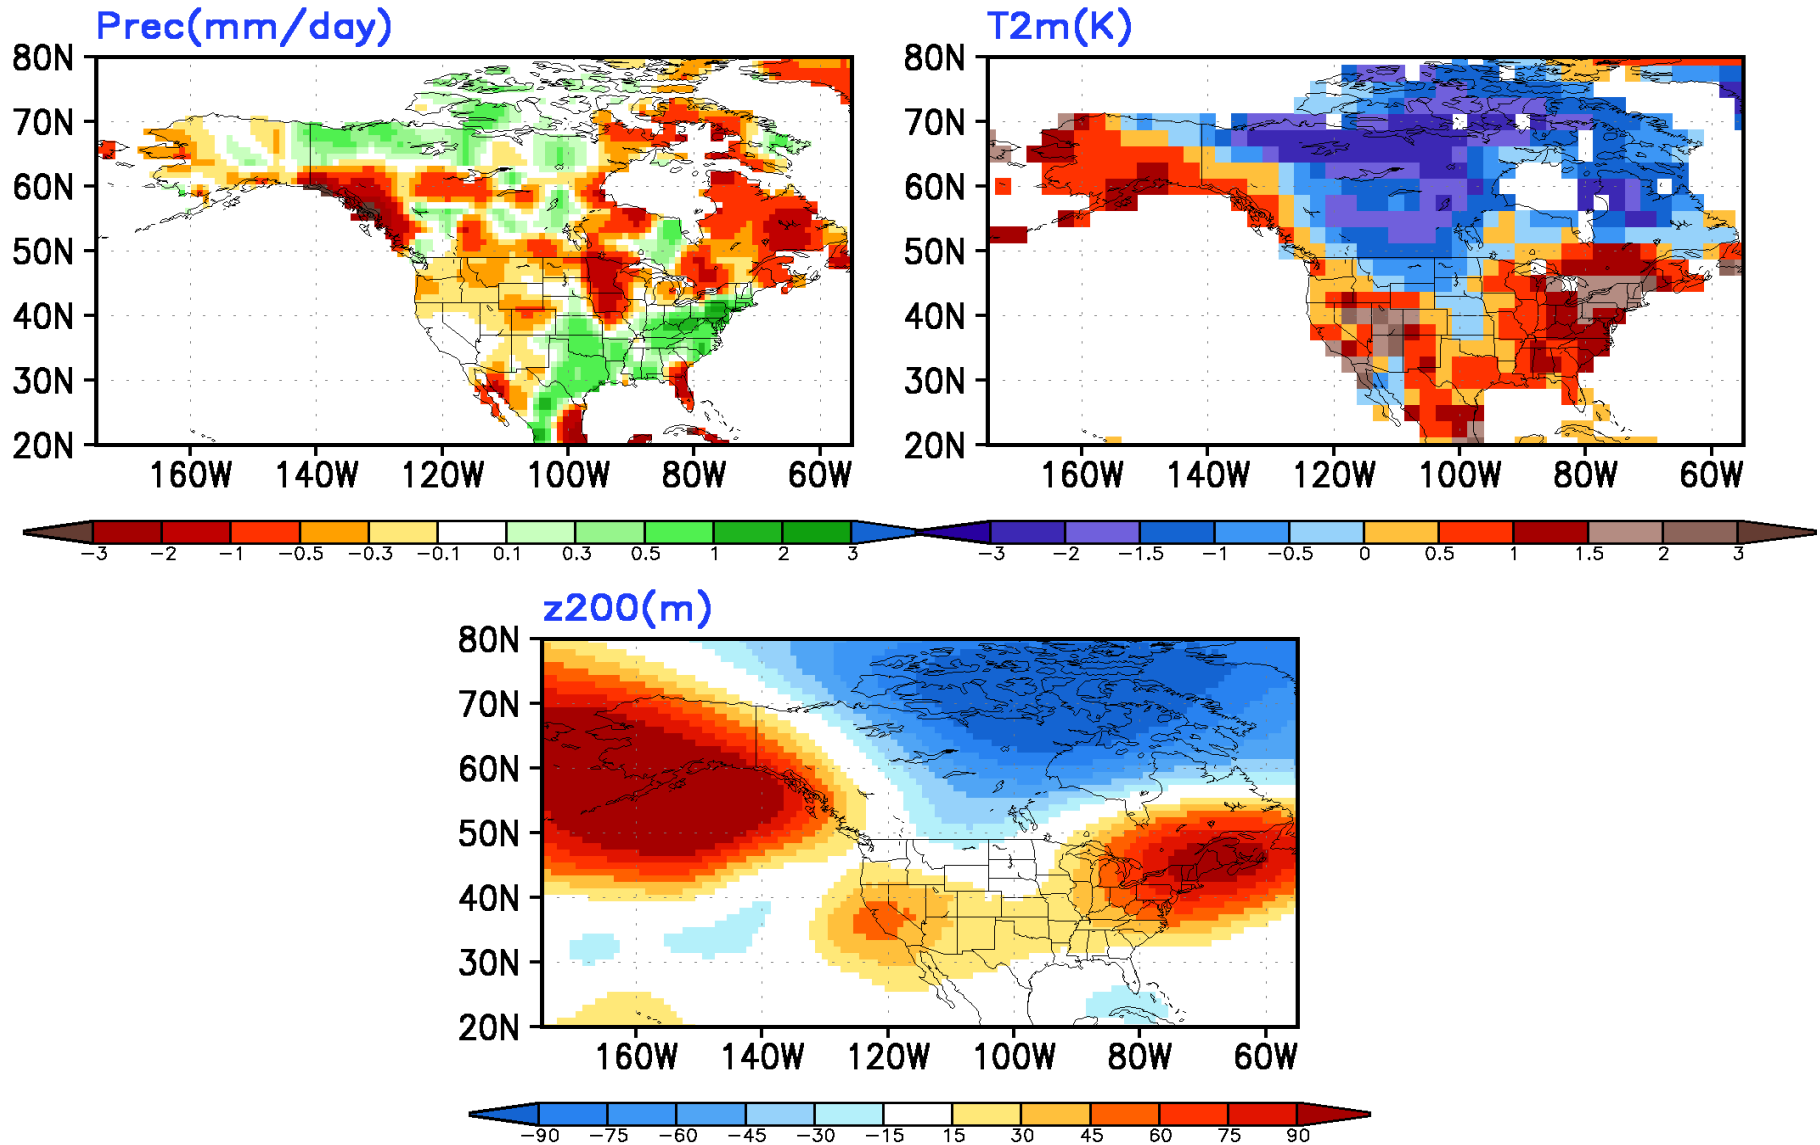 Prec(mm/day)
T2m(K)
80N
70N
60N
50N
40N
30N
20N
160W 140W 120W 100W 80W 60W
80N
70N
60N
50N
40N
30N
20N
160W 140W 120W 100W 80W 60W
-3 -2 -1 -0.5 -0.3 -0.1 0.1 0.3 0.5 1 2 3
-3 -2 -1.5 -1 -0.5 0 0.5 1 1.5 2 3
z200(m)
80N
70N
60N
50N
40N
30N
20N
160W 140W 120W 100W 80W 60W
-90 -75 -60 -45 -30 -15 15 30 45 60 75 90